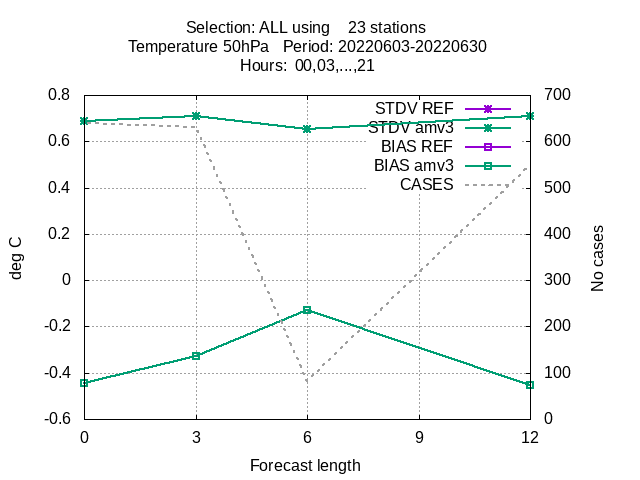 Selection: ALL using    23 stations
Temperature 50hPa   Period: 20220603-20220630
Hours: 00,03,...,21
0.8
0.6
0.4
0.2
0
-0.2
-0.4
-0.6
deg C
STDV REF
STDV amv3
BIAS REF
BIAS amv3
CASES
700
600
500
400
300
200
100
0
No cases
0 3 6 9 12
Forecast length